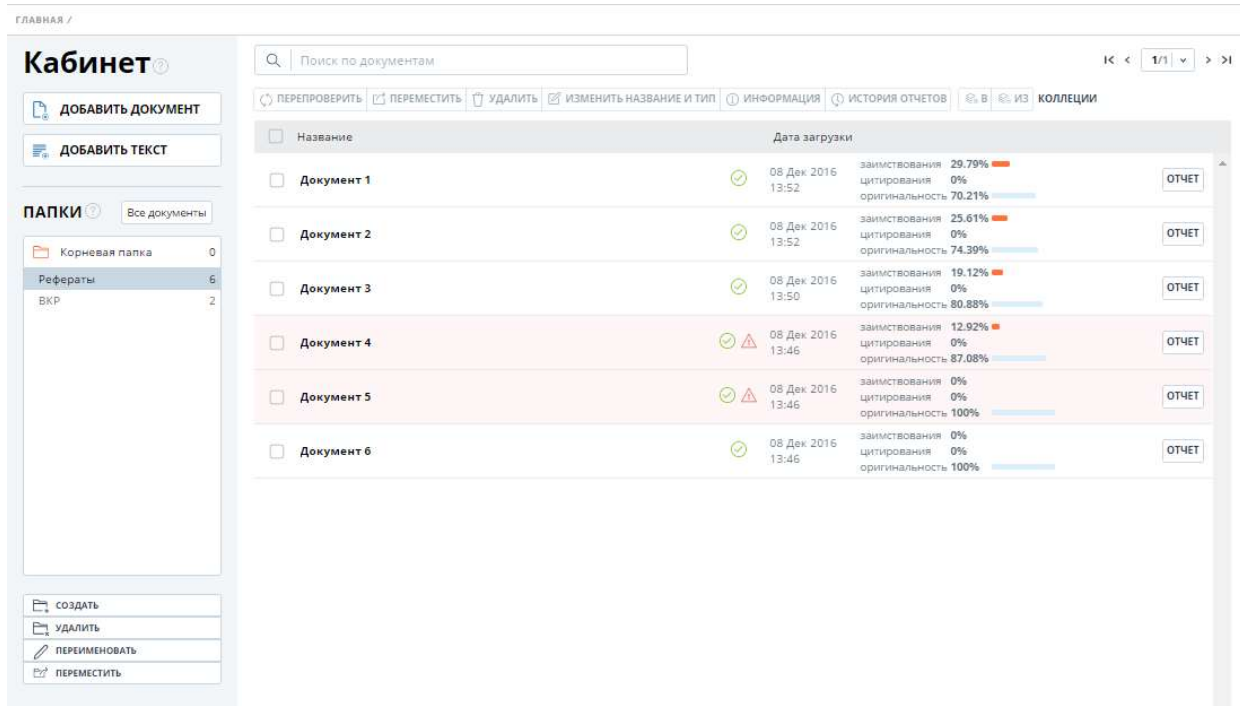 ГЛАВНАЯ /
Кабинет
ДОБАВИТЬ ДОКУМЕНТ
ДОБАВИТЬ ТЕКСТ
ПАПКИ Все документы
Корневая папка 0
Рефераты 6
ВКР 2
СОЗДАТЬ
УДАЛИТЬ
ПЕРЕИМЕНОВАТЬ
ПЕРЕМЕСТИТЬ
Поиск по документам 1/1
ПЕРЕПРОВЕРИТЬ ПЕРЕМЕСТИТЬ УДАЛИТЬ ИЗМЕНИТЬ НАЗВАНИЕ И ТИП ИНФОРМАЦИЯ ИСТОРИЯ ОТЧЕТОВ В ИЗ КОЛЛЕЦИИ
Название Дата загрузки
Документ 1
08 Дек 2016
13:52
заимствования 29.79%
цитирования 0%
оригинальность 70.21%
ОТЧЕТ
Документ 2
08 Дек 2016
13:52
заимствования 25.61%
цитирования 0%
оригинальность 74.39%
ОТЧЕТ
Документ 3
08 Дек 2016
13:50
заимствования 19.12%
цитирования 0%
оригинальность 80.88%
ОТЧЕТ
Документ 4
08 Дек 2016
13:46
заимствования 12.92%
цитирования 0%
оригинальность 87.08%
ОТЧЕТ
Документ 5
08 Дек 2016
13:46
заимствования 0%
цитирования 0%
оригинальность 100%
ОТЧЕТ
Документ 6
08 Дек 2016
13:46
заимствования 0%
цитирования 0%
оригинальность 100%
ОТЧЕТ